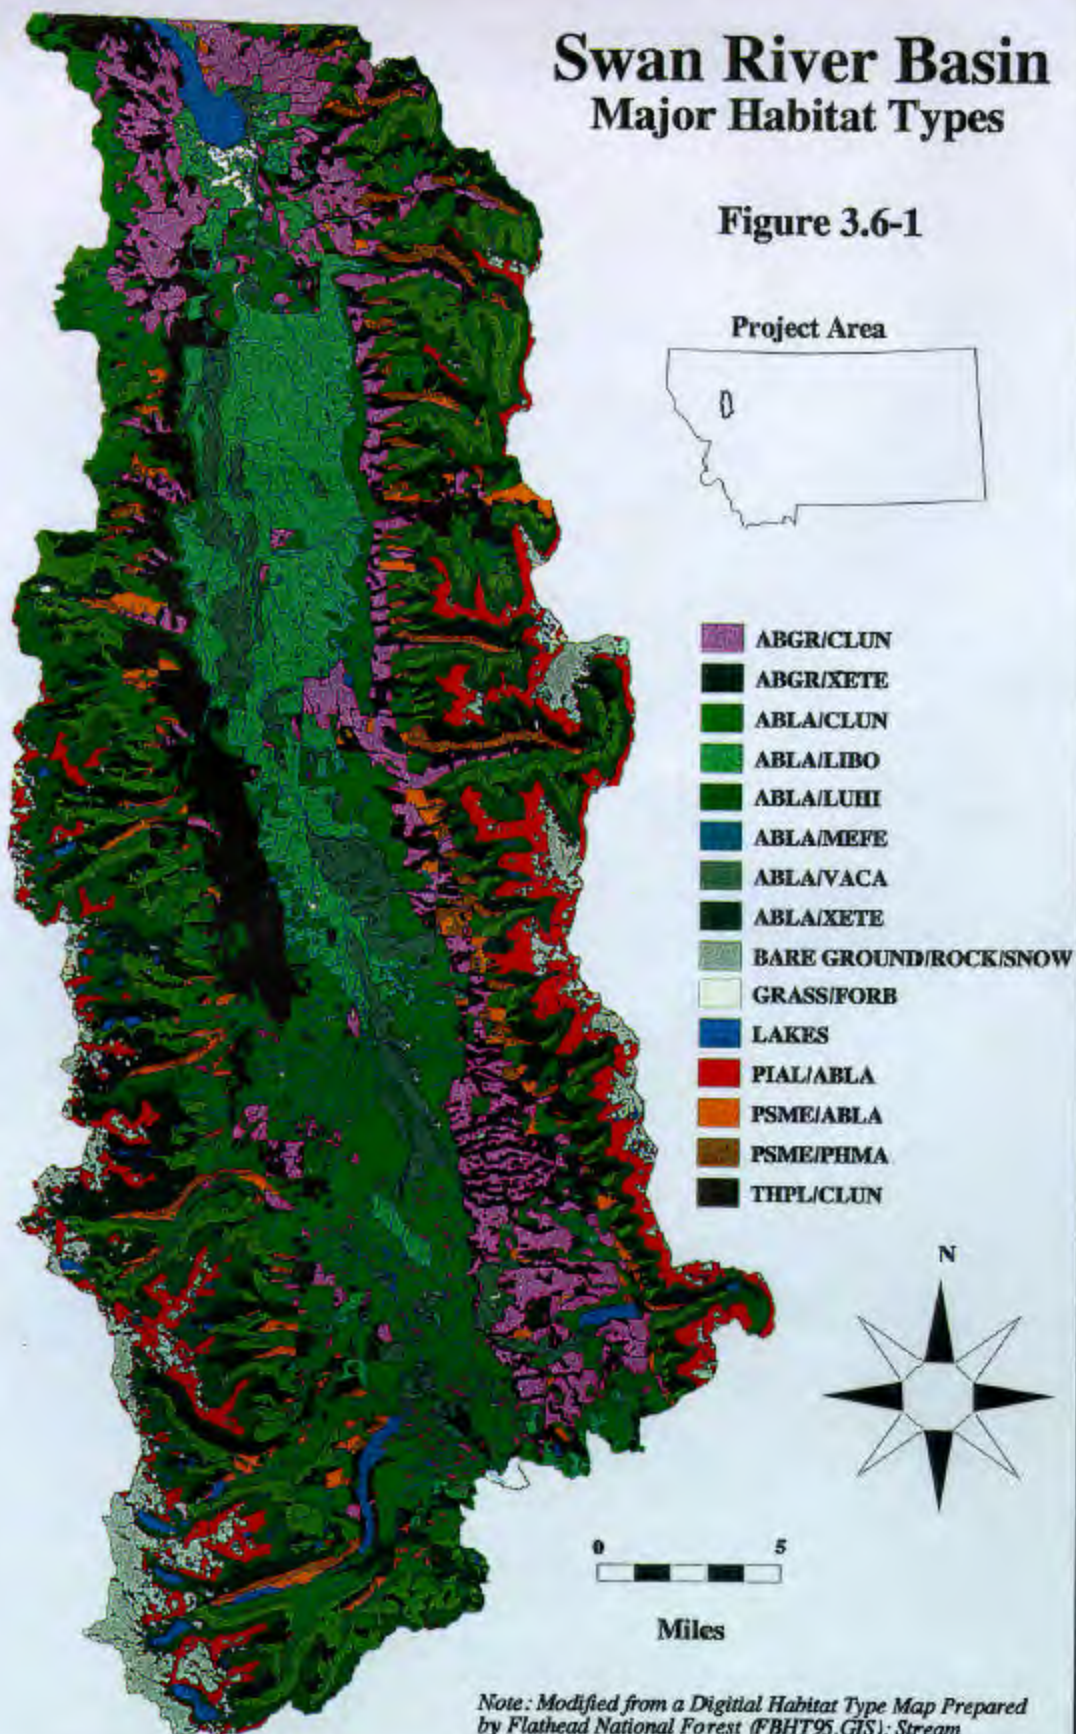 Swan River Basin
Major Habitat Types
Figure 3.6-1
Project Area
ABGR/CLUN
ABGR/XETE
ABLA/CLUN
ABLA/LIBO
ABLA/LUHI
ABLA/MEFE
ABLA/VACA
ABLA/XETE
BARE GROUND/ROCK/SNOW
GRASS/FORB
LAKES
PIAL/ABLA
PSME/ABLA
PSME/PHMA
THPL/CLUN
N
0 5
Miles
Note: Modified from a Digitial Habitat Type Map Prepared
by Flathead National Forest (FBHT95.GIS); Stream